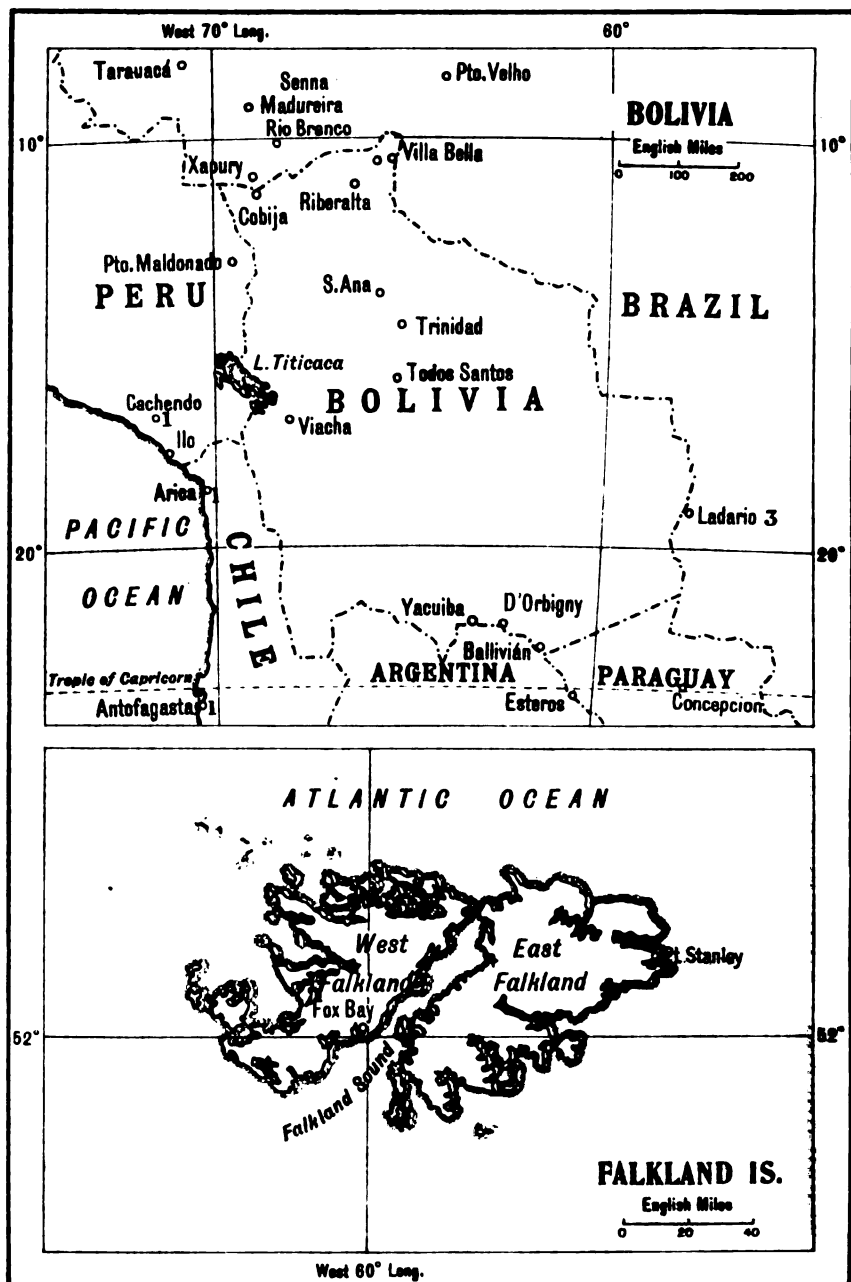 West 70° Long.
60°
Tarauacá
Senna
Madureira
Pto. Velho
BOLIVIA
English Miles
0 100 200
Rio Branco
10°
10°
Xapury
Villa Bella
Cobija
Riberalta
Pto. Maldonado
PERU
S. Ana
BRAZIL
Trinidad
L. Titicaca
Todos Santos
BOLIVIA
Cachendo
1
Viacha
Ilo
Arica 1
Ladario 3
PACIFIC
OCEAN
CHILE
20°
20°
Yacuiba
D'Orbigny
Ballivián
ARGENTINA
PARAGUAY
Tropic of Capricorn
Antofagasta 1
Esteros
Concepcion
ATLANTIC OCEAN
West
Falkland
East
Falkland
Pt. Stanley
Fox Bay
52°
52°
Falkland Sound
FALKLAND IS.
English Miles
0 20 40
West 60° Long.